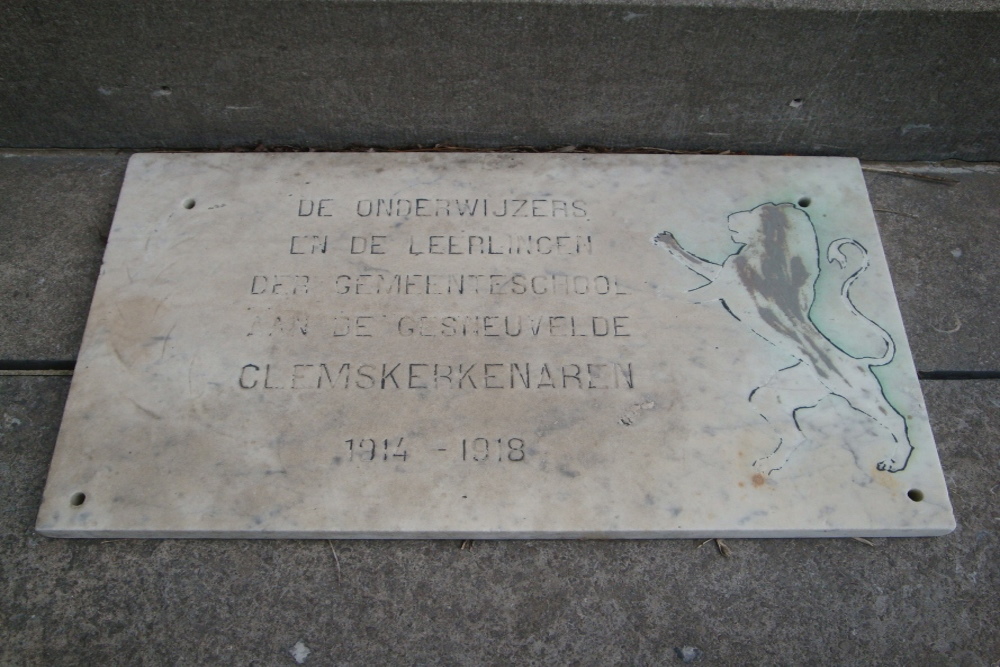 DE ONDERWIJZERS
EN DE LEERLINGEN
DER GEMEENTESCHOOL
AAN DE GESNEUVELDE
CLEMSKERKENAREN
1914 - 1918